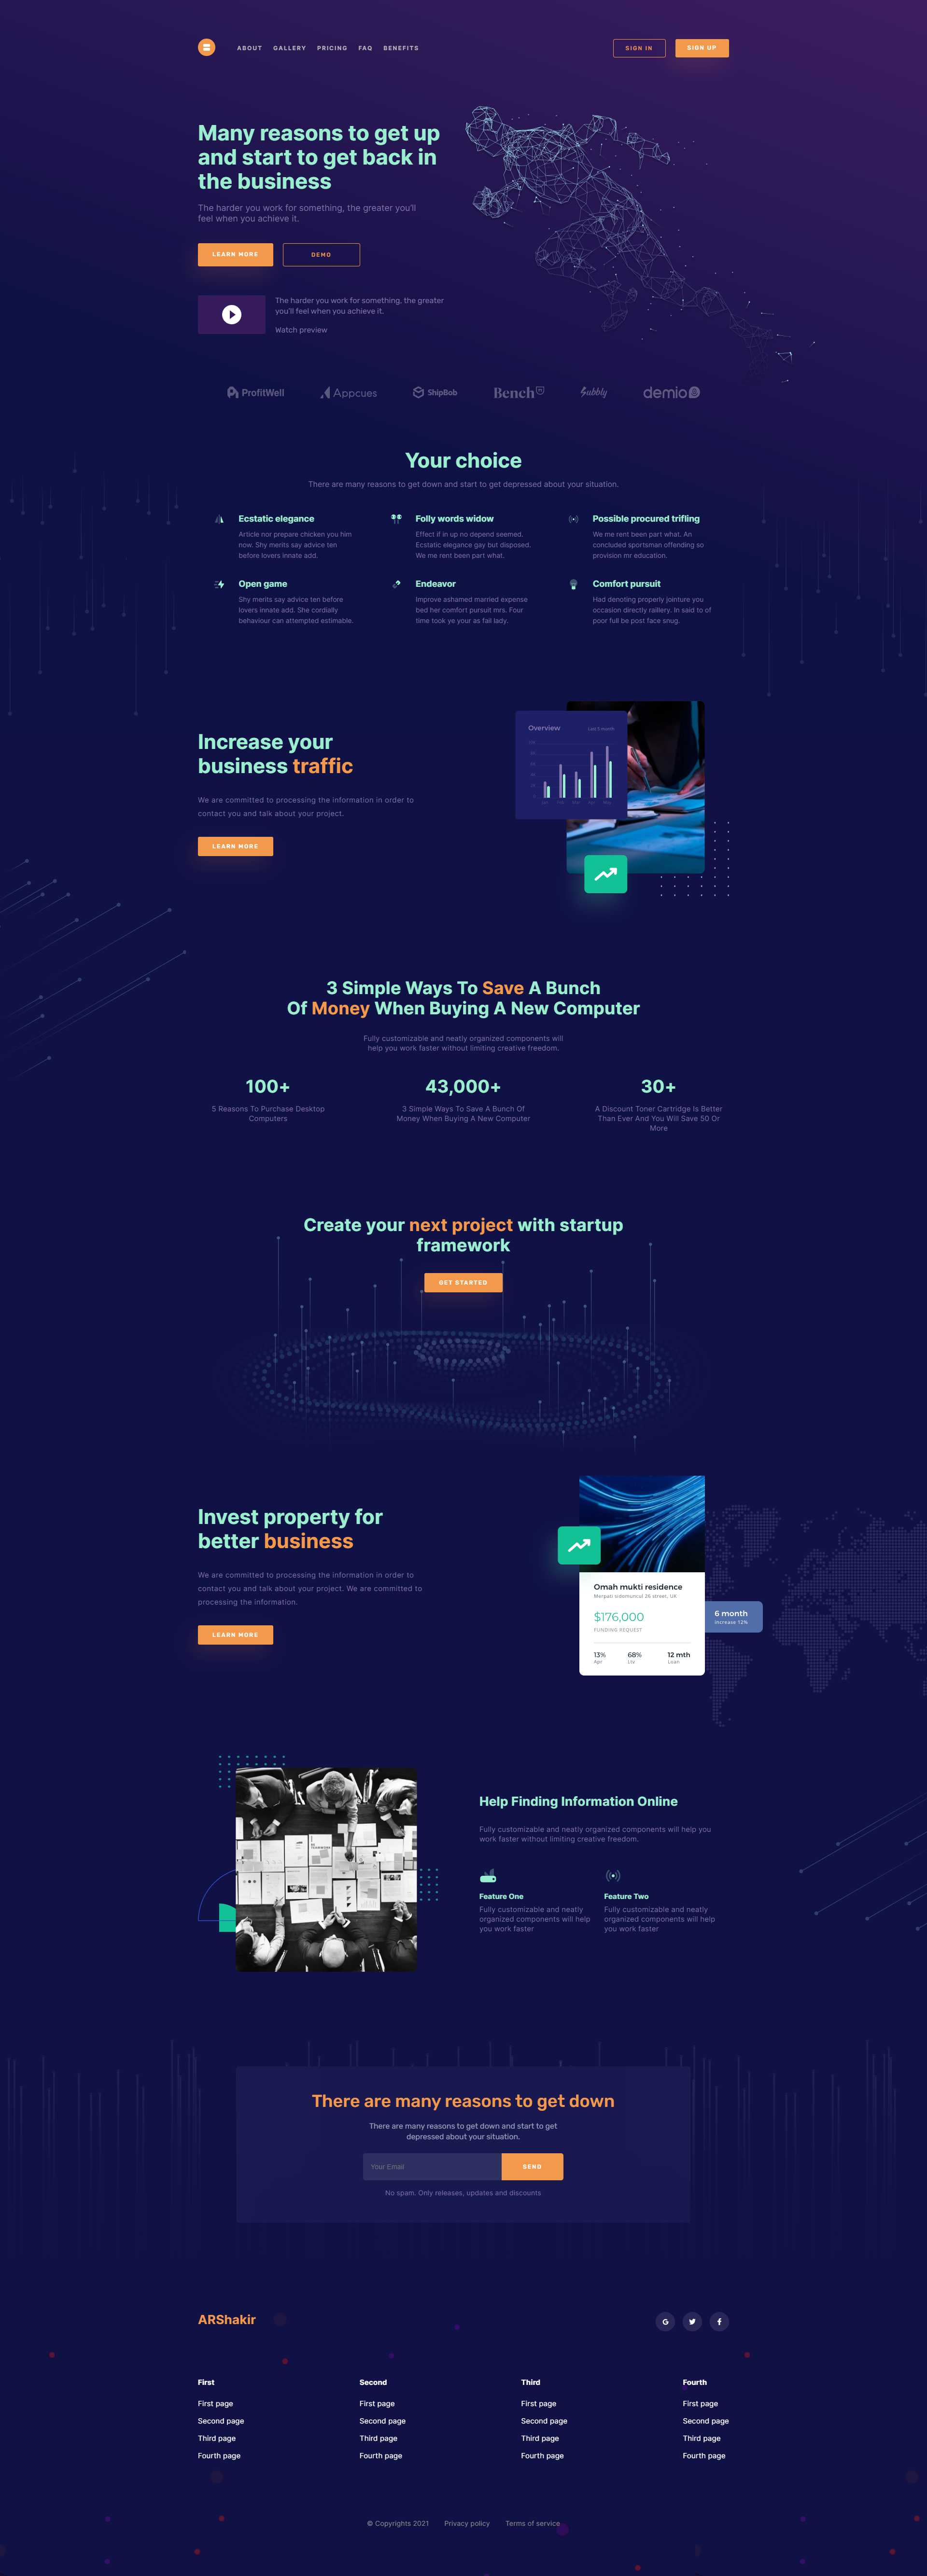 ABOUT GALLERY PRICING FAQ BENEFITS
SIGN IN
SIGN UP
Many reasons to get up
and start to get back in
the business
The harder you work for something, the greater you'll
feel when you achieve it.
LEARN MORE
DEMO
The harder you work for something, the greater
you'll feel when you achieve it.
Watch preview
ProfitWell
Appcues
ShipBob
Bench
Subbly
demio
Your choice
There are many reasons to get down and start to get depressed about your situation.
Ecstatic elegance
Article nor prepare chicken you him
now. Shy merits say advice ten
before lovers innate add.
Folly words widow
Effect if in up no depend seemed.
Ecstatic elegance gay but disposed.
We me rent been part what.
Possible procured trifling
We me rent been part what. An
concluded sportsman offending so
provision mr education.
Open game
Shy merits say advice ten before
lovers innate add. She cordially
behaviour can attempted estimable.
Endeavor
Improve ashamed married expense
bed her comfort pursuit mrs. Four
time took ye your as fail lady.
Comfort pursuit
Had denoting properly jointure you
occasion directly raillery. In said to of
poor full be post face snug.
Increase your
business traffic
We are committed to processing the information in order to
contact you and talk about your project.
LEARN MORE
Overview
3 Simple Ways To Save A Bunch
Of Money When Buying A New Computer
Fully customizable and neatly organized components will
help you work faster without limiting creative freedom.
100+
5 Reasons To Purchase Desktop
Computers
43,000+
3 Simple Ways To Save A Bunch Of
Money When Buying A New Computer
30+
A Discount Toner Cartridge Is Better
Than Ever And You Will Save 50 Or
More
Create your next project with startup
framework
GET STARTED
Invest property for
better business
We are committed to processing the information in order to
contact you and talk about your project. We are committed to
processing the information.
LEARN MORE
Omah mukti residence
Merpati sidomuncul 26 street, UK
$176,000
FUNDING REQUEST
13%
Apr
68%
Ltv
12 mth
Loan
6 month
Increase 12%
Help Finding Information Online
Fully customizable and neatly organized components will help you
work faster without limiting creative freedom.
Feature One
Fully customizable and neatly
organized components will help
you work faster
Feature Two
Fully customizable and neatly
organized components will help
you work faster
There are many reasons to get down
There are many reasons to get down and start to get
depressed about your situation.
Your Email
SEND
No spam. Only releases, updates and discounts
ARShakir
First
First page
Second page
Third page
Fourth page
Second
First page
Second page
Third page
Fourth page
Third
First page
Second page
Third page
Fourth page
Fourth
First page
Second page
Third page
Fourth page
© Copyrights 2021 Privacy policy Terms of service